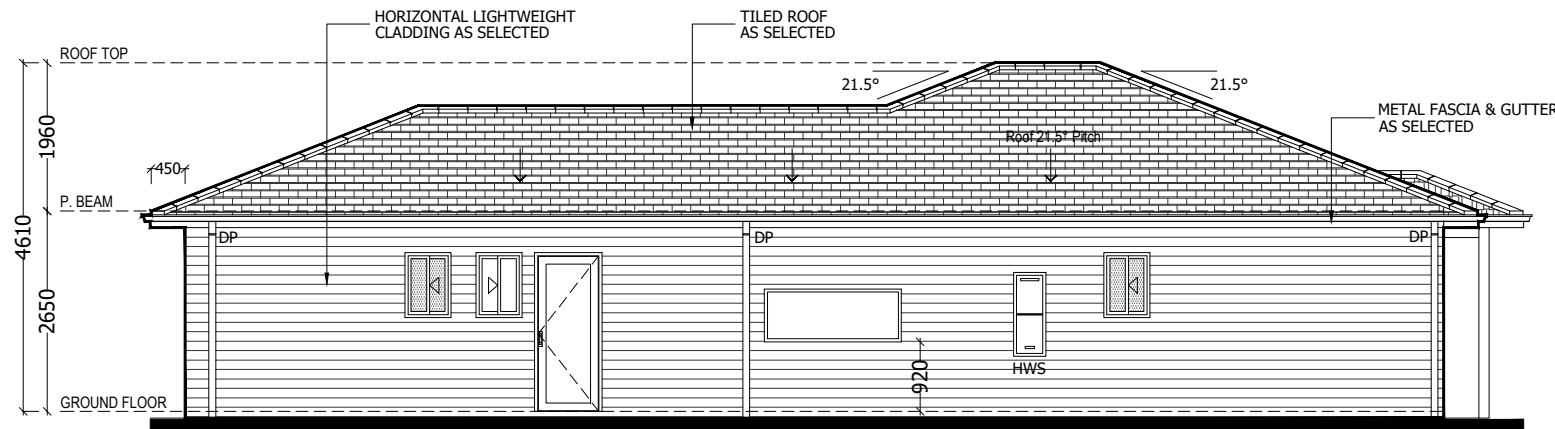 HORIZONTAL LIGHTWEIGHT
CLADDING AS SELECTED
TILED ROOF
AS SELECTED
ROOF TOP
21.5°
21.5°
METAL FASCIA & GUTTER
AS SELECTED
1960
Roof 21.5° Pitch
450
P. BEAM
4610
DP
DP
DP
2650
920
HWS
GROUND FLOOR